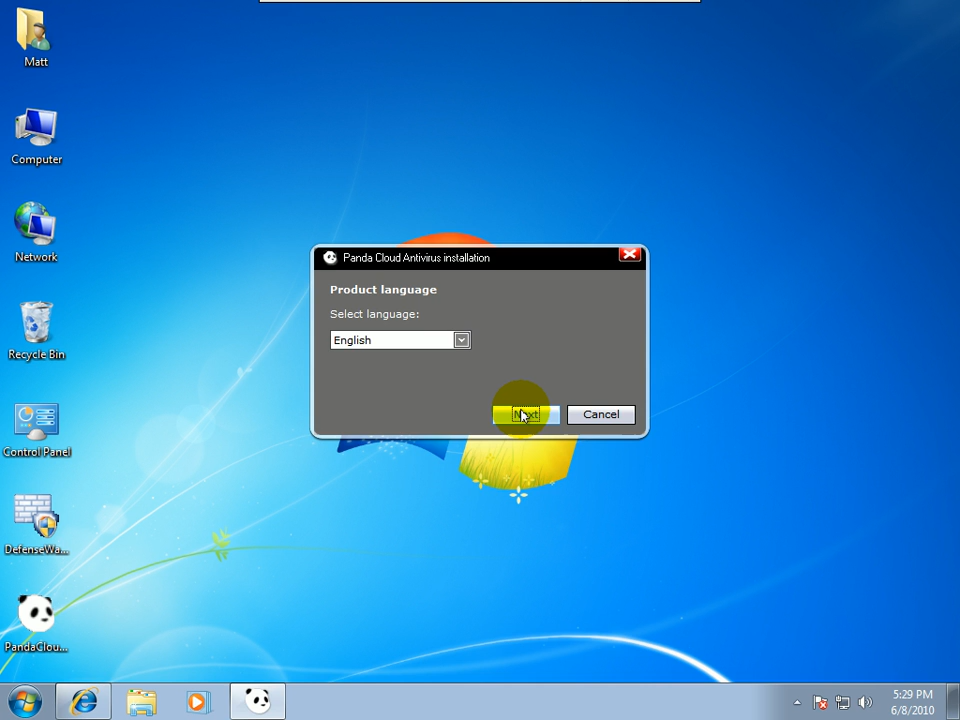 Matt
Computer
Network
Recycle Bin
Control Panel
DefenseWa...
PandaClou...
Panda Cloud Antivirus installation
Product language
Select language:
English
Next
Cancel
5:29 PM
6/8/2010